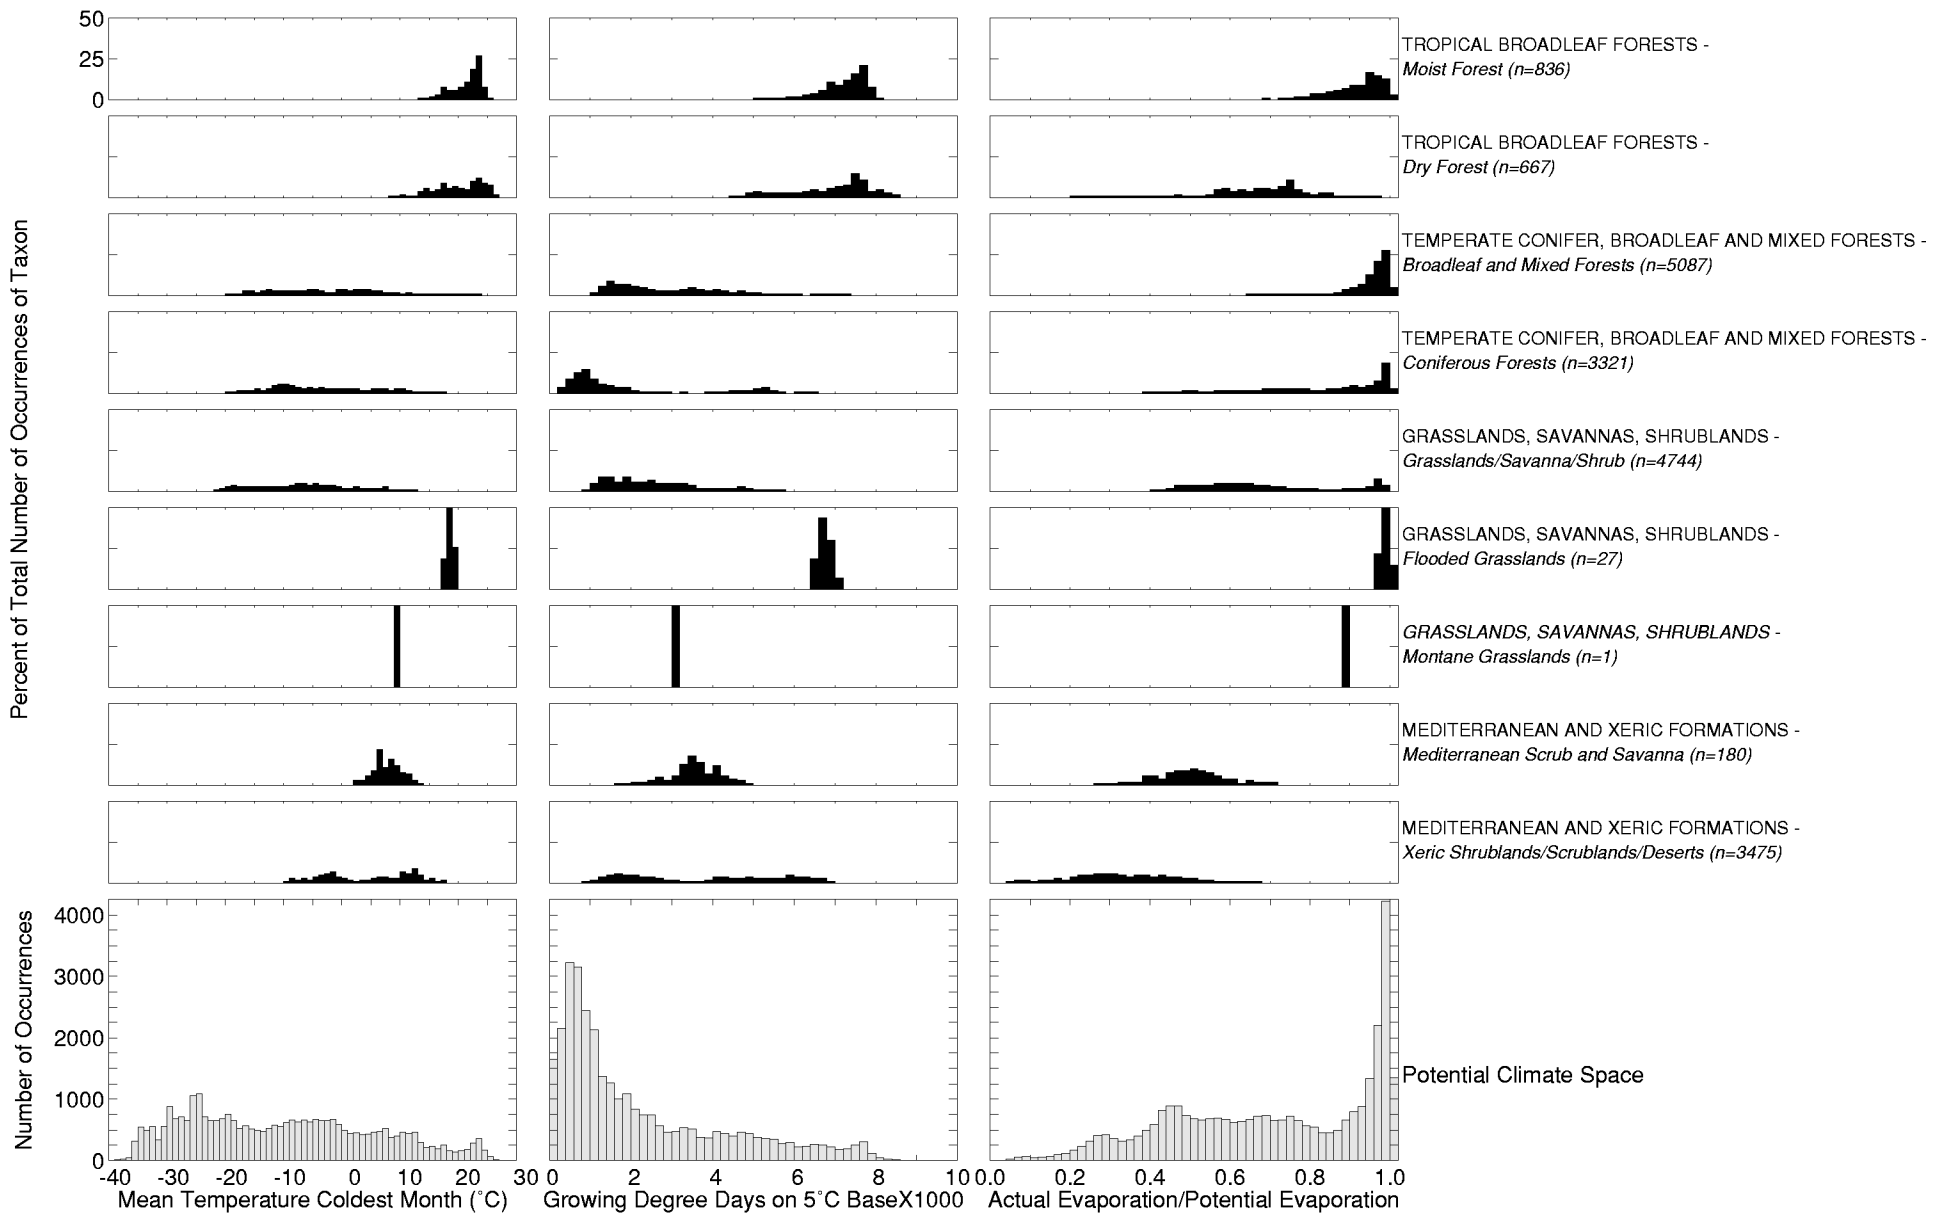 50
25
0
TROPICAL BROADLEAF FORESTS -
Moist Forest (n=836)
TROPICAL BROADLEAF FORESTS -
Dry Forest (n=667)
TEMPERATE CONIFER, BROADLEAF AND MIXED FORESTS -
Broadleaf and Mixed Forests (n=5087)
TEMPERATE CONIFER, BROADLEAF AND MIXED FORESTS -
Coniferous Forests (n=3321)
GRASSLANDS, SAVANNAS, SHRUBLANDS -
Grasslands/Savanna/Shrub (n=4744)
GRASSLANDS, SAVANNAS, SHRUBLANDS -
Flooded Grasslands (n=27)
GRASSLANDS, SAVANNAS, SHRUBLANDS -
Montane Grasslands (n=1)
MEDITERRANEAN AND XERIC FORMATIONS -
Mediterranean Scrub and Savanna (n=180)
MEDITERRANEAN AND XERIC FORMATIONS -
Xeric Shrublands/Scrublands/Deserts (n=3475)
Percent of Total Number of Occurrences of Taxon
Number of Occurrences
4000
3000
2000
1000
0
Potential Climate Space
-40 -30 -20 -10 0 10 20 30
0 2 4 6 8 10
0.0 0.2 0.4 0.6 0.8 1.0
Mean Temperature Coldest Month (°C)
Growing Degree Days on 5°C BaseX1000
Actual Evaporation/Potential Evaporation